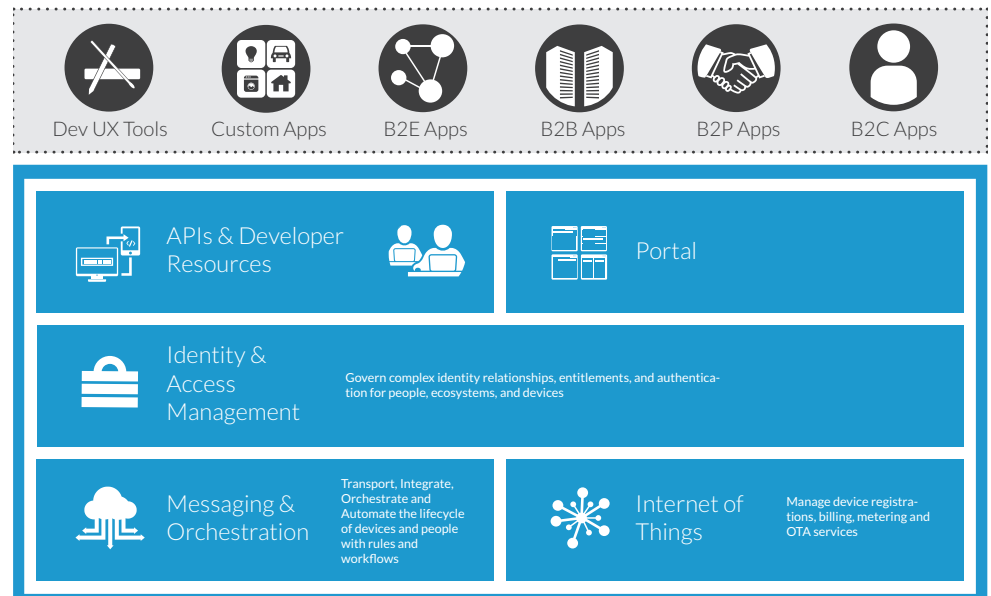 Dev UX Tools
Custom Apps
B2E Apps
B2B Apps
B2P Apps
B2C Apps
APIs & Developer
Resources
Portal
Identity &
Access
Management
Govern complex identity relationships, entitlements, and authentica-
tion for people, ecosystems, and devices
Messaging &
Orchestration
Transport, Integrate,
Orchestrate and
Automate the lifecycle
of devices and people
with rules and
workflows
Internet of
Things
Manage device registra-
tions, billing, metering and
OTA services